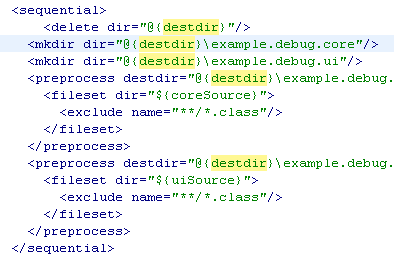 <sequential>
<delete dir="@{destdir}"/>
<mkdir dir="@{destdir}\example.debug.core"/>
<mkdir dir="@{destdir}\example.debug.ui"/>
<preprocess destdir="@{destdir}\example.debug.
<fileset dir="${coreSource}">
<exclude name="**/*.class"/>
</fileset>
</preprocess>
<preprocess destdir="@{destdir}\example.debug.
<fileset dir="${uiSource}">
<exclude name="**/*.class"/>
</fileset>
</preprocess>
</sequential>